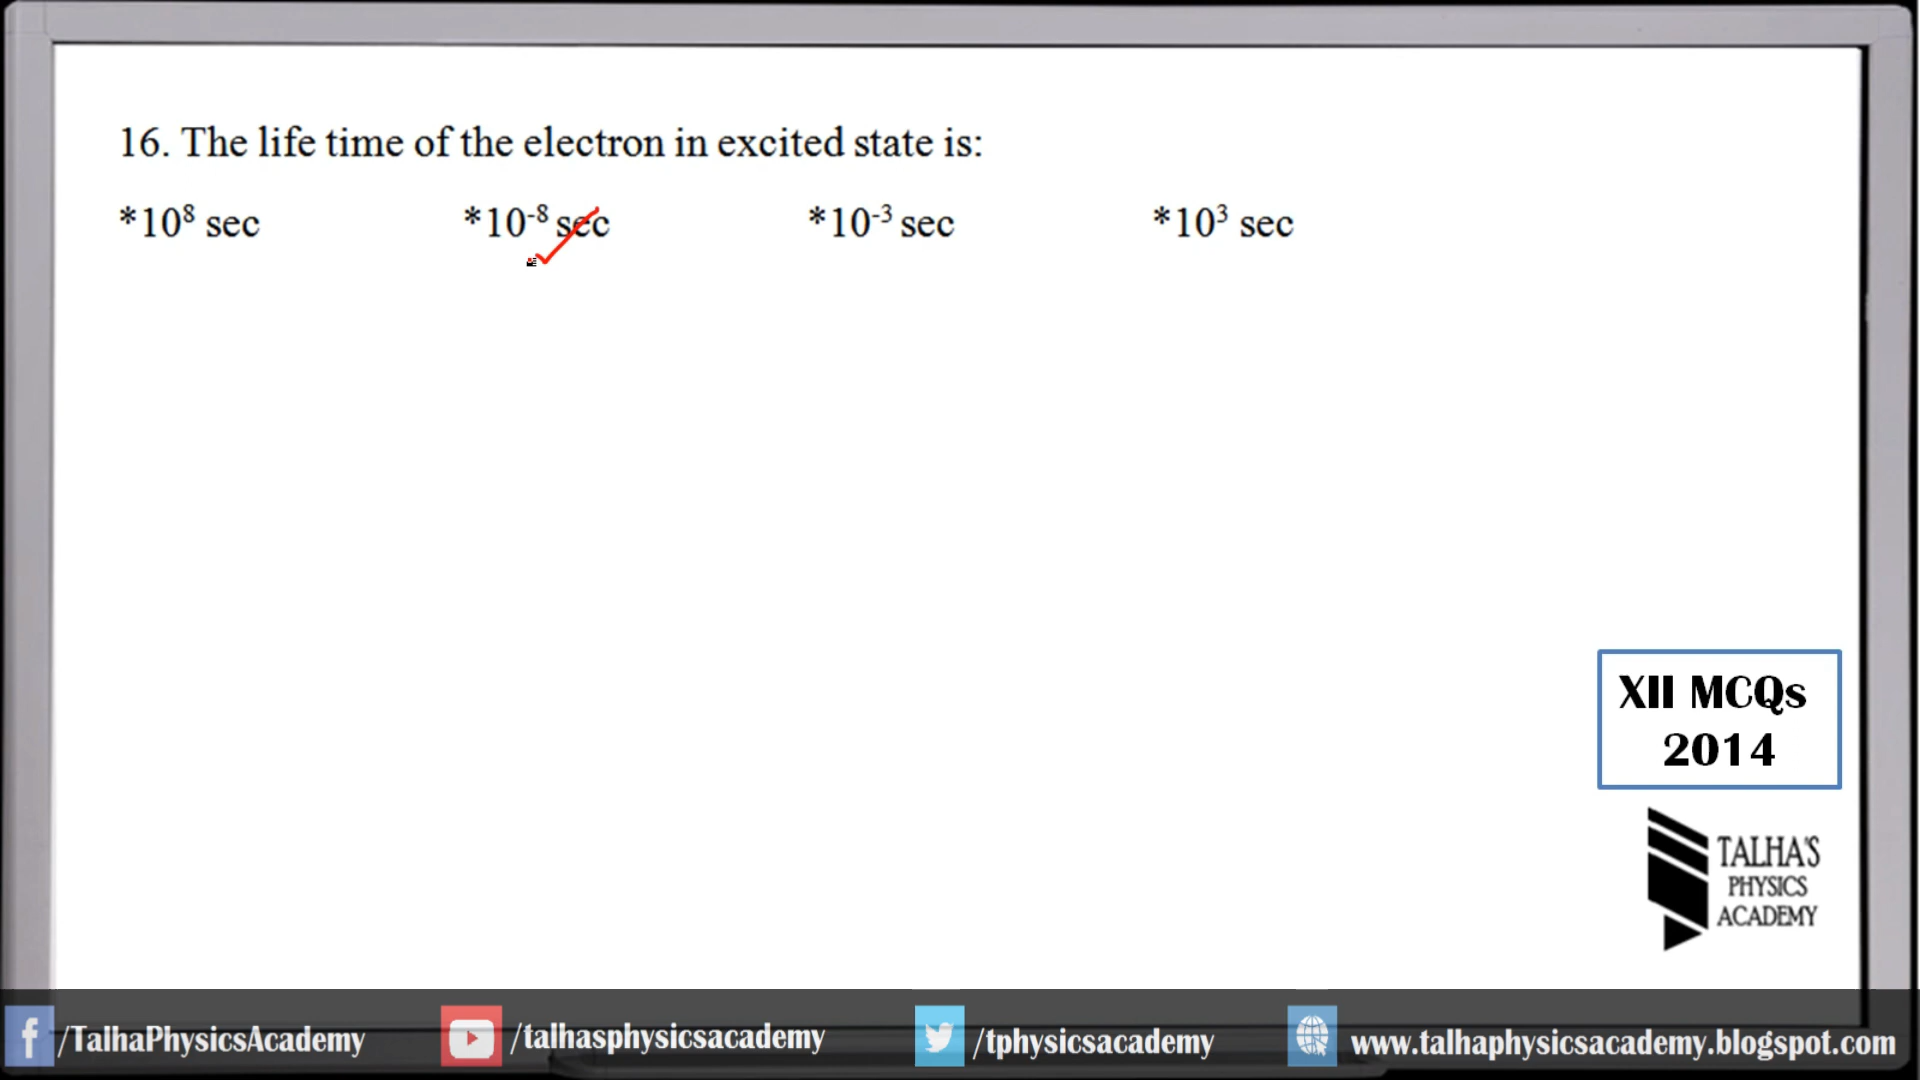 16. The life time of the electron in excited state is:
*10⁸ sec *10⁻⁸ sec *10⁻³ sec *10³ sec
XII MCQs
2014
TALHA'S
PHYSICS
ACADEMY
/TalhaPhysicsAcademy /talhasphysicsacademy /tphysicsacademy www.talhaphysicsacademy.blogspot.com